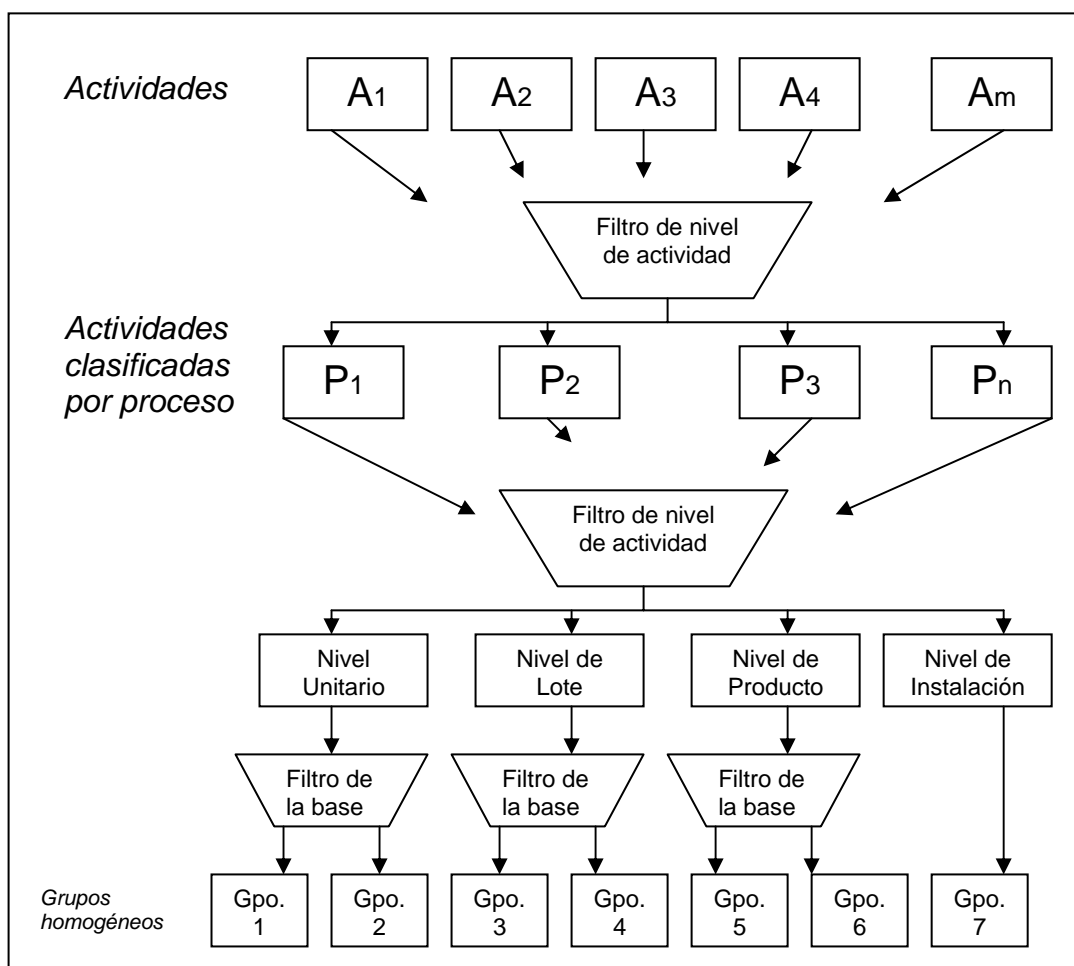 Actividades
A1
A2
A3
A4
Am
Filtro de nivel
de actividad
Actividades
clasificadas
por proceso
P1
P2
P3
Pn
Filtro de nivel
de actividad
Nivel
Unitario
Nivel de
Lote
Nivel de
Producto
Nivel de
Instalación
Filtro de
la base
Filtro de
la base
Filtro de
la base
Grupos
homogéneos
Gpo.
1
Gpo.
2
Gpo.
3
Gpo.
4
Gpo.
5
Gpo.
6
Gpo.
7